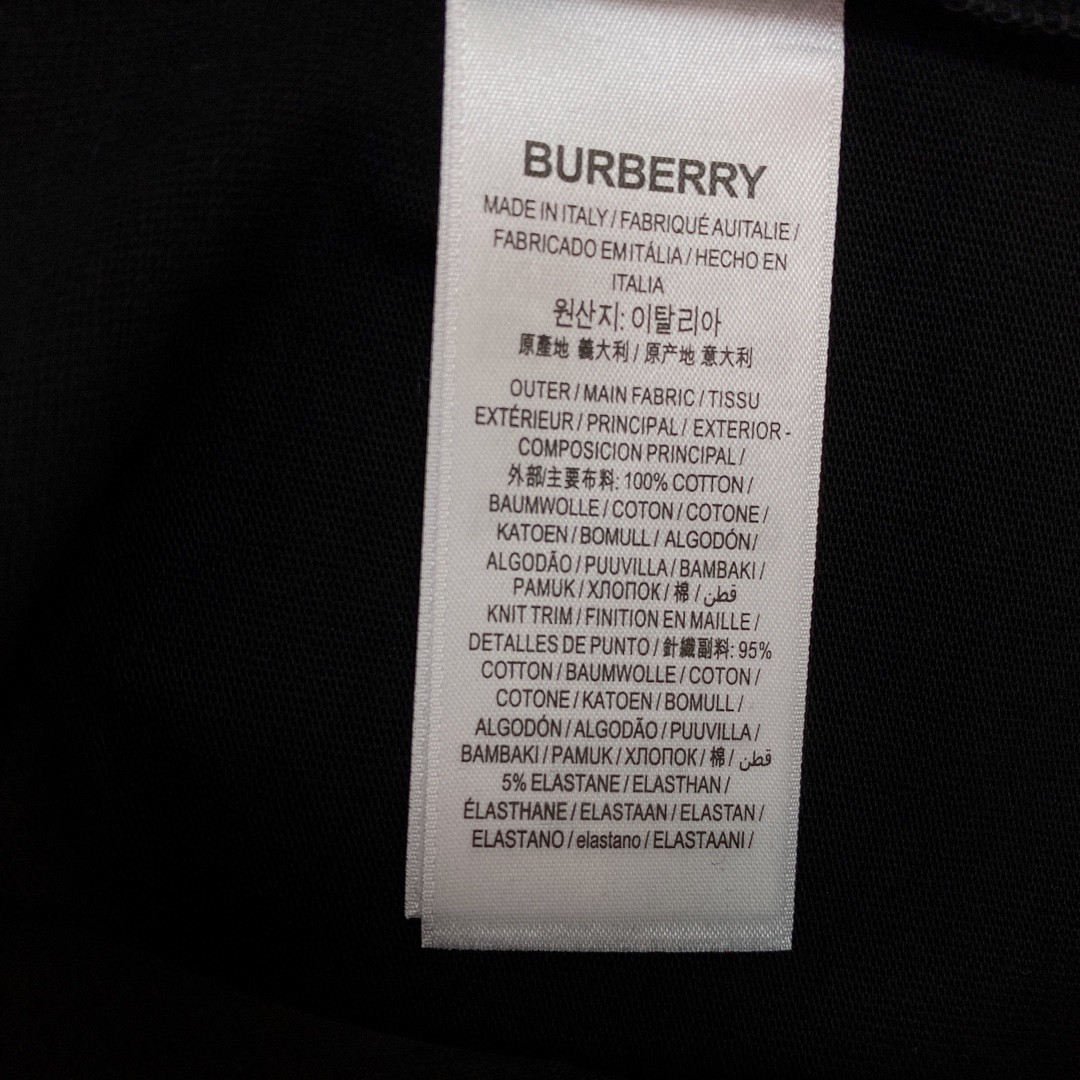 BURBERRY
MADE IN ITALY / FABRIQUÉ AUITALIE /
FABRICADO EMITÁLIA / HECHO EN
ITALIA
원산지: 이탈리아
原產地 義大利 / 原产地 意大利
OUTER / MAIN FABRIC / TISSU
EXTÉRIEUR / PRINCIPAL / EXTERIOR -
COMPOSICION PRINCIPAL /
外部/主要布料: 100% COTTON /
BAUMWOLLE / COTON / COTONE /
KATOEN / BOMULL / ALGODÓN /
ALGODÃO / PUUVILLA / BAMBAKI /
PAMUK / ХЛОПОК / 棉 / قطن
KNIT TRIM / FINITION EN MAILLE /
DETALLES DE PUNTO / 針織副料: 95%
COTTON / BAUMWOLLE / COTON /
COTONE / KATOEN / BOMULL /
ALGODÓN / ALGODÃO / PUUVILLA /
BAMBAKI / PAMUK / ХЛОПОК / 棉 / قطن
5% ELASTANE / ELASTHAN /
ÉLASTHANE / ELASTAAN / ELASTAN /
ELASTANO / elastano / ELASTAANI /